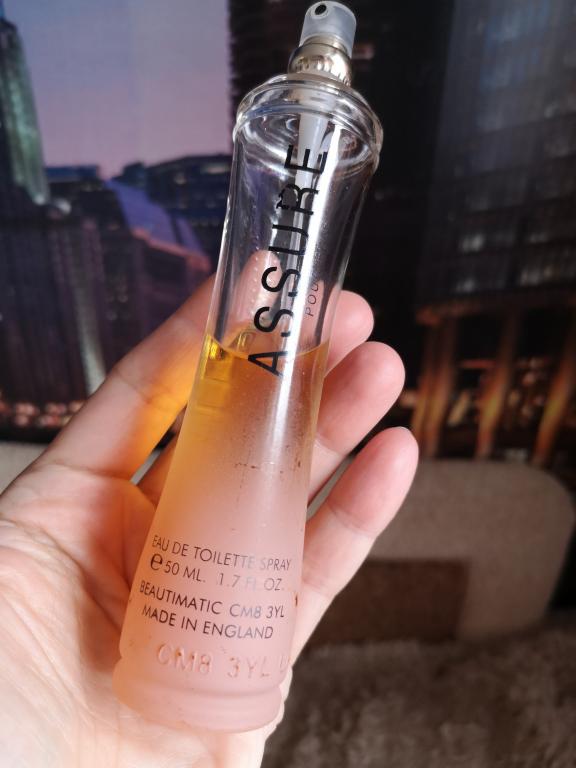 ASSURE
EAU DE TOILETTE SPRAY
e 50 ML. 1.7 FL.OZ.
BEAUTIMATIC CM8 3YL
MADE IN ENGLAND
CM8 3YL U